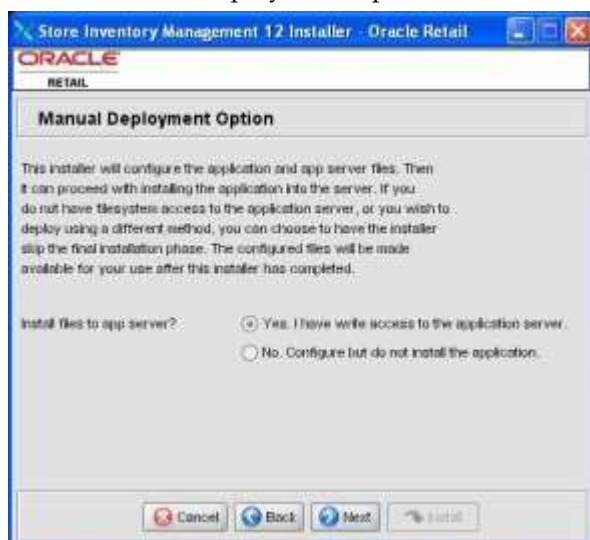 Store Inventory Management 12 Installer - Oracle Retail
ORACLE
RETAIL
Manual Deployment Option
This installer will configure the application and app server files. Then
it can proceed with installing the application into the server. If you
do not have filesystem access to the application server, or you wish to
deploy using a different method, you can choose to have the installer
skip the final installation phase. The configured files will be made
available for your use after this installer has completed.
Install files to app server?
Yes. I have write access to the application server.
No. Configure but do not install the application.
Cancel Back Next Install